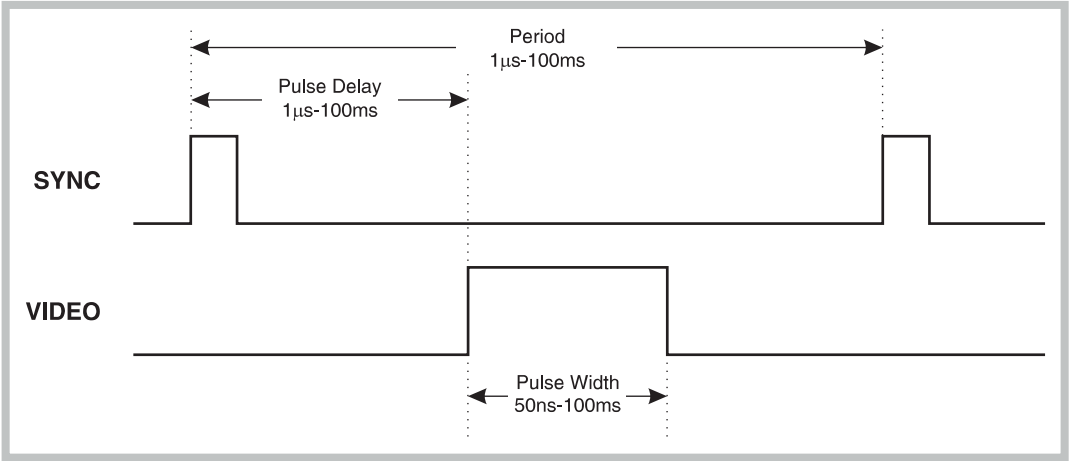 Period
1µs-100ms
Pulse Delay
1µs-100ms
SYNC
VIDEO
Pulse Width
50ns-100ms